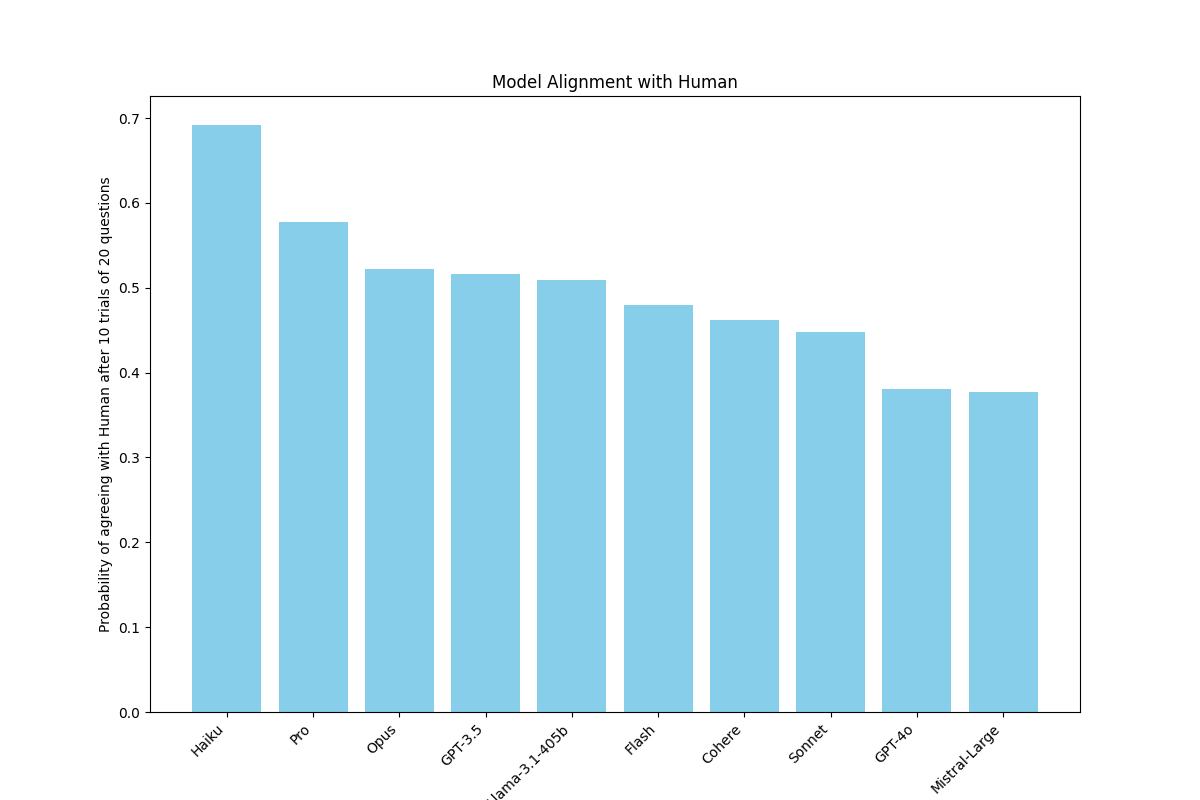 Model Alignment with Human
Probability of agreeing with Human after 10 trials of 20 questions
0.7
0.6
0.5
0.4
0.3
0.2
0.1
0.0
Haiku
Pro
Opus
GPT-3.5
llama-3.1-405b
Flash
Cohere
Sonnet
GPT-4o
Mistral-Large